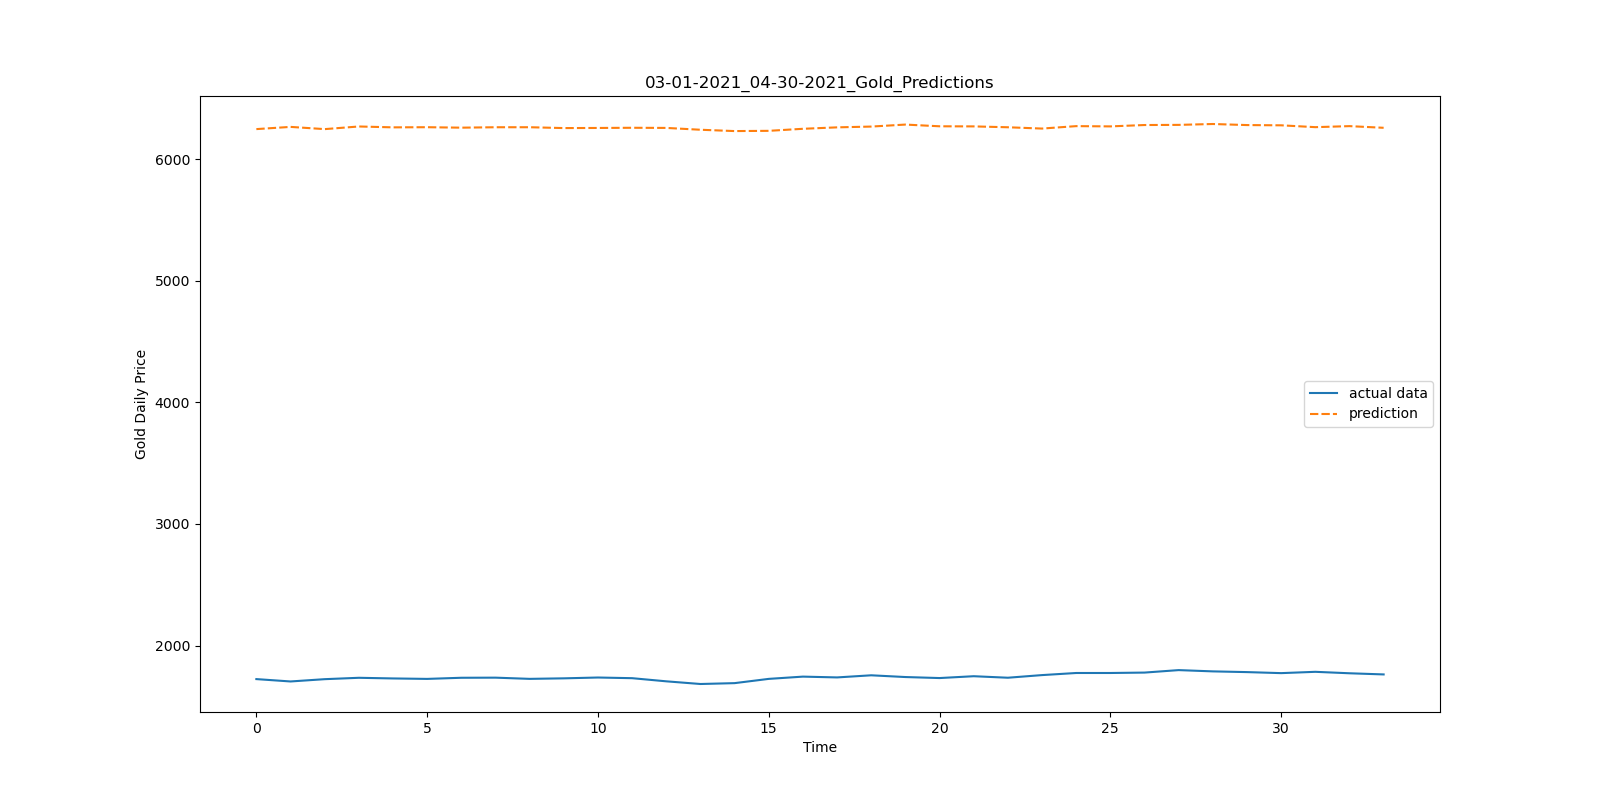 03-01-2021_04-30-2021_Gold_Predictions
Gold Daily Price
6000
5000
4000
3000
2000
actual data
prediction
0 5 10 15 20 25 30
Time